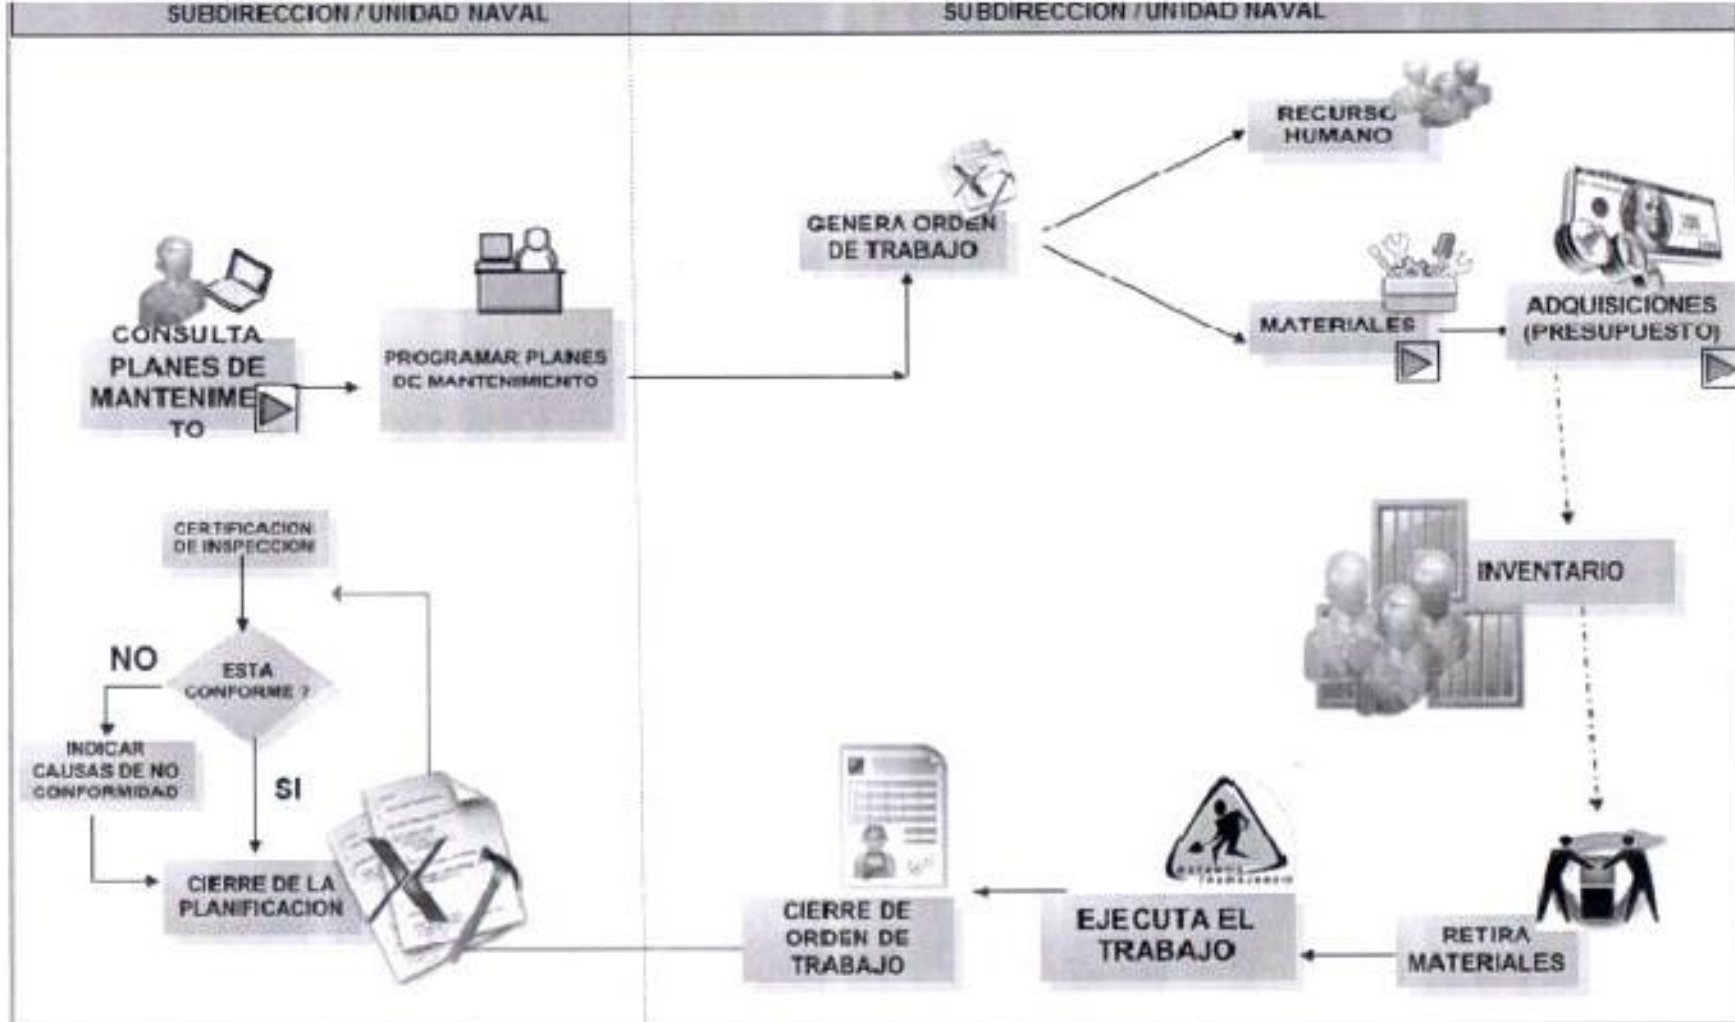 SUBDIRECCION / UNIDAD NAVAL
SUBDIRECCION / UNIDAD NAVAL
CONSULTA
PLANES DE
MANTENIME
TO
PROGRAMAR PLANES
DE MANTENIMIENTO
GENERA ORDEN
DE TRABAJO
RECURSO
HUMANO
MATERIALES
ADQUISICIONES
(PRESUPUESTO)
INVENTARIO
RETIRA
MATERIALES
EJECUTA EL
TRABAJO
CIERRE DE
ORDEN DE
TRABAJO
CERTIFICACION
DE INSPECCION
ESTA
CONFORME ?
NO
INDICAR
CAUSAS DE NO
CONFORMIDAD
SI
CIERRE DE LA
PLANIFICACION